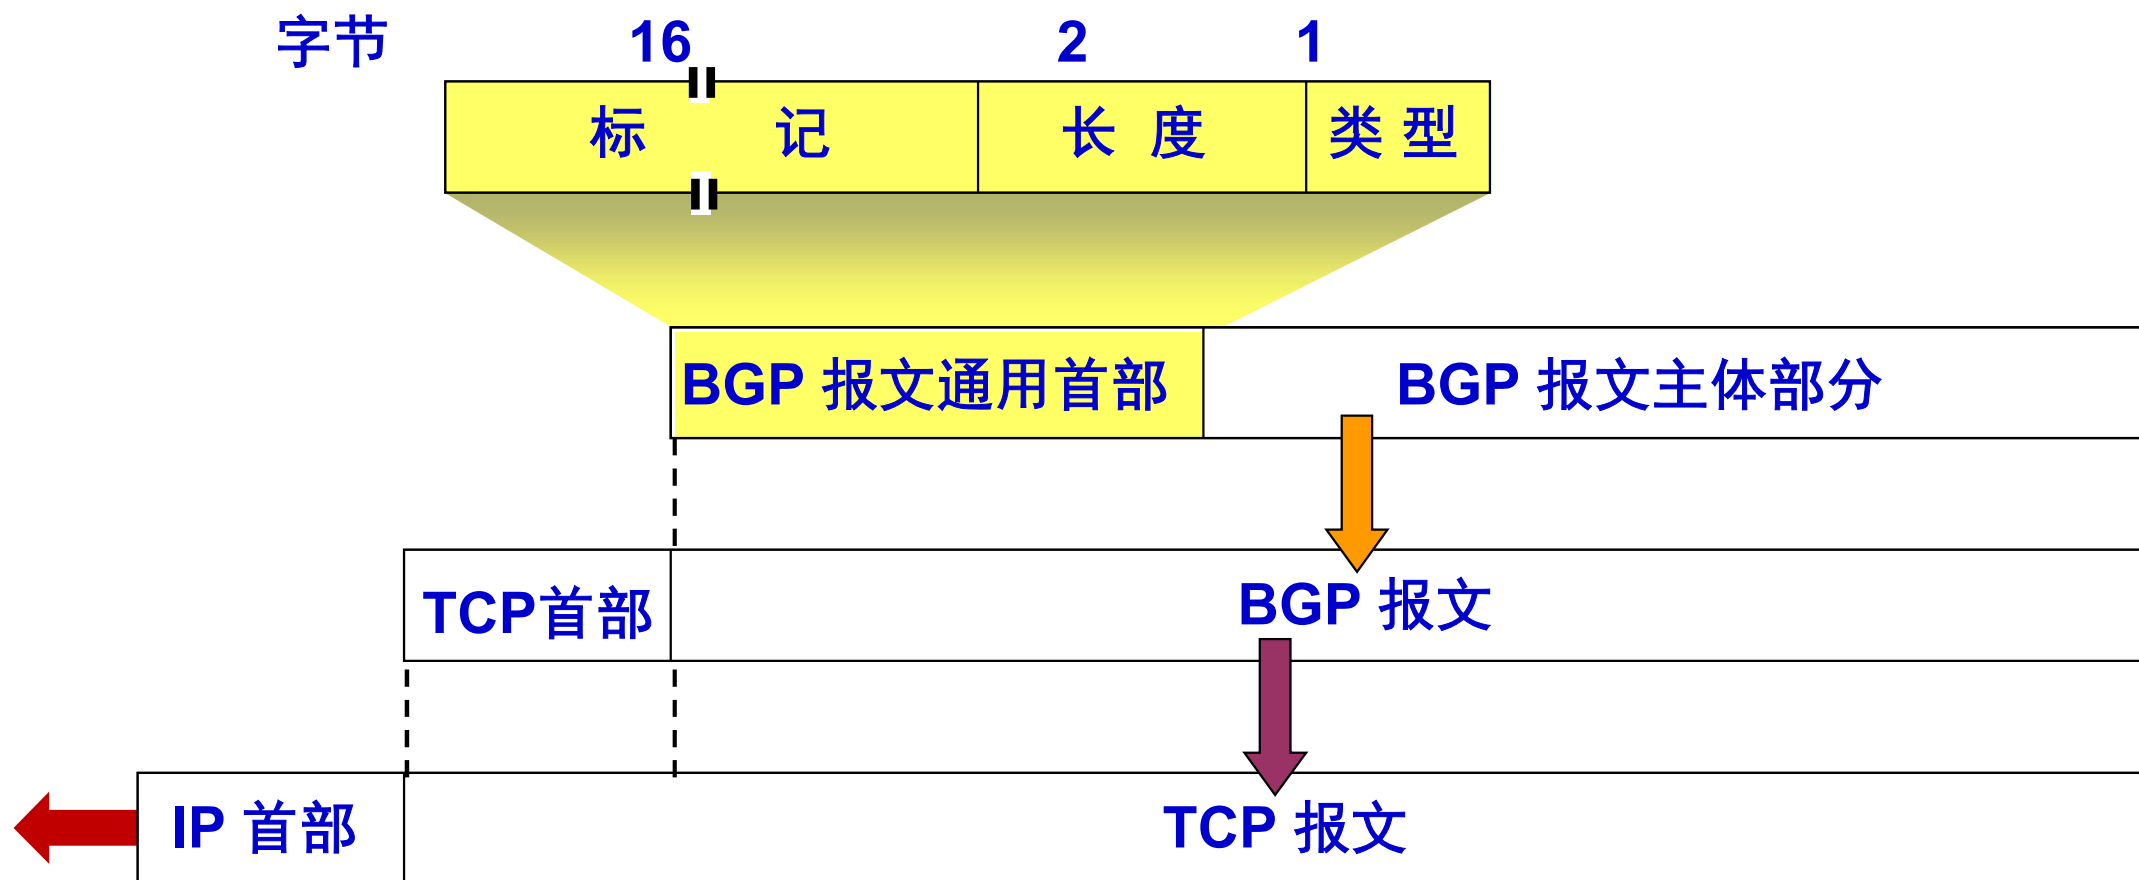 字节 16 2 1
标 记 长 度 类 型
BGP 报文通用首部 BGP 报文主体部分
TCP首部 BGP 报文
IP 首部 TCP 报文